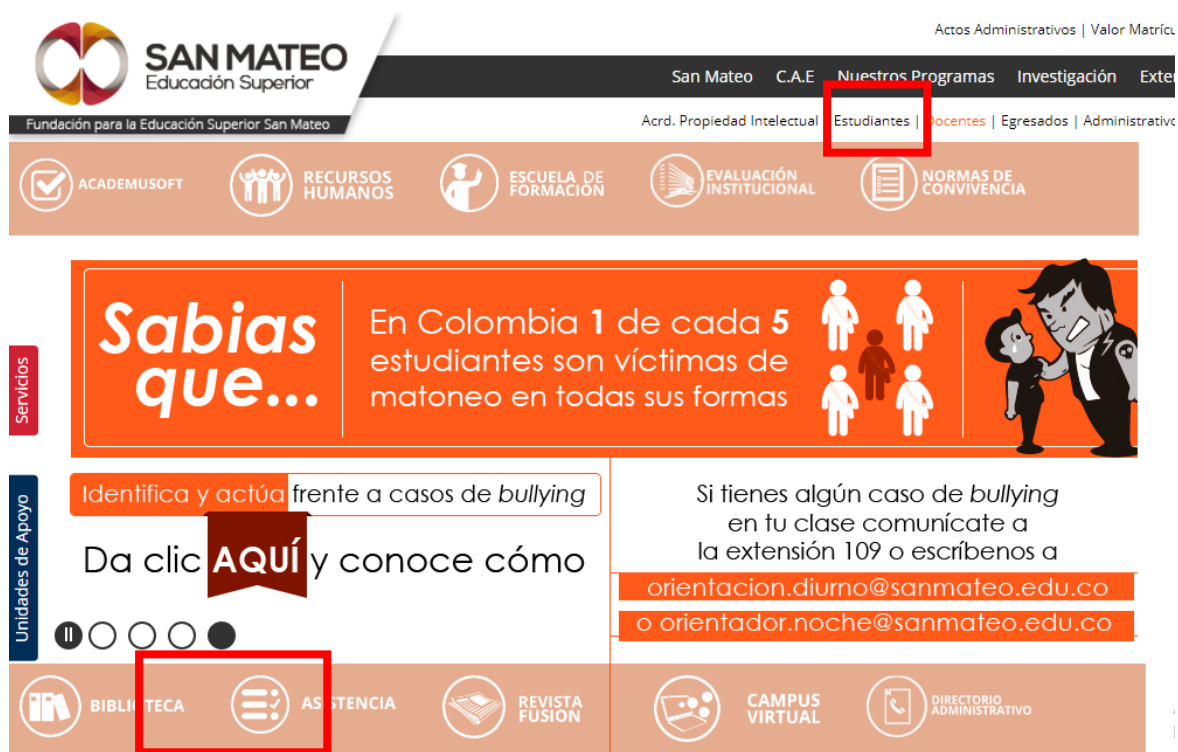 Actos Administrativos | Valor
SAN MATEO
Educación Superior
San Mateo C.A.E Nuestros Programas Investigación
Fundación para la Educación Superior San Mateo
Acrd. Propiedad Intelectual Estudiantes | Docentes | Egresados |
ACADEMUSOFT
RECURSOS
HUMANOS
ESCUELA DE
FORMACIÓN
EVALUACIÓN
INSTITUCIONAL
NORMAS DE
CONVIVENCIA
Sabias
que...
En Colombia 1 de cada 5
estudiantes son víctimas de
matoneo en todas sus formas
Servicios
Unidades de Apoyo
Identifica y actúa frente a casos de bullying
Da clic AQUÍ y conoce cómo
Si tienes algún caso de bullying
en tu clase comunícate a
la extensión 109 o escríbenos a
orientacion.diurno@sanmateo.edu.co
o orientador.noche@sanmateo.edu.co
BIBLIOTECA
ASISTENCIA
REVISTA
FUSIÓN
CAMPUS
VIRTUAL
DIRECTORIO
ADMINISTRATIVO